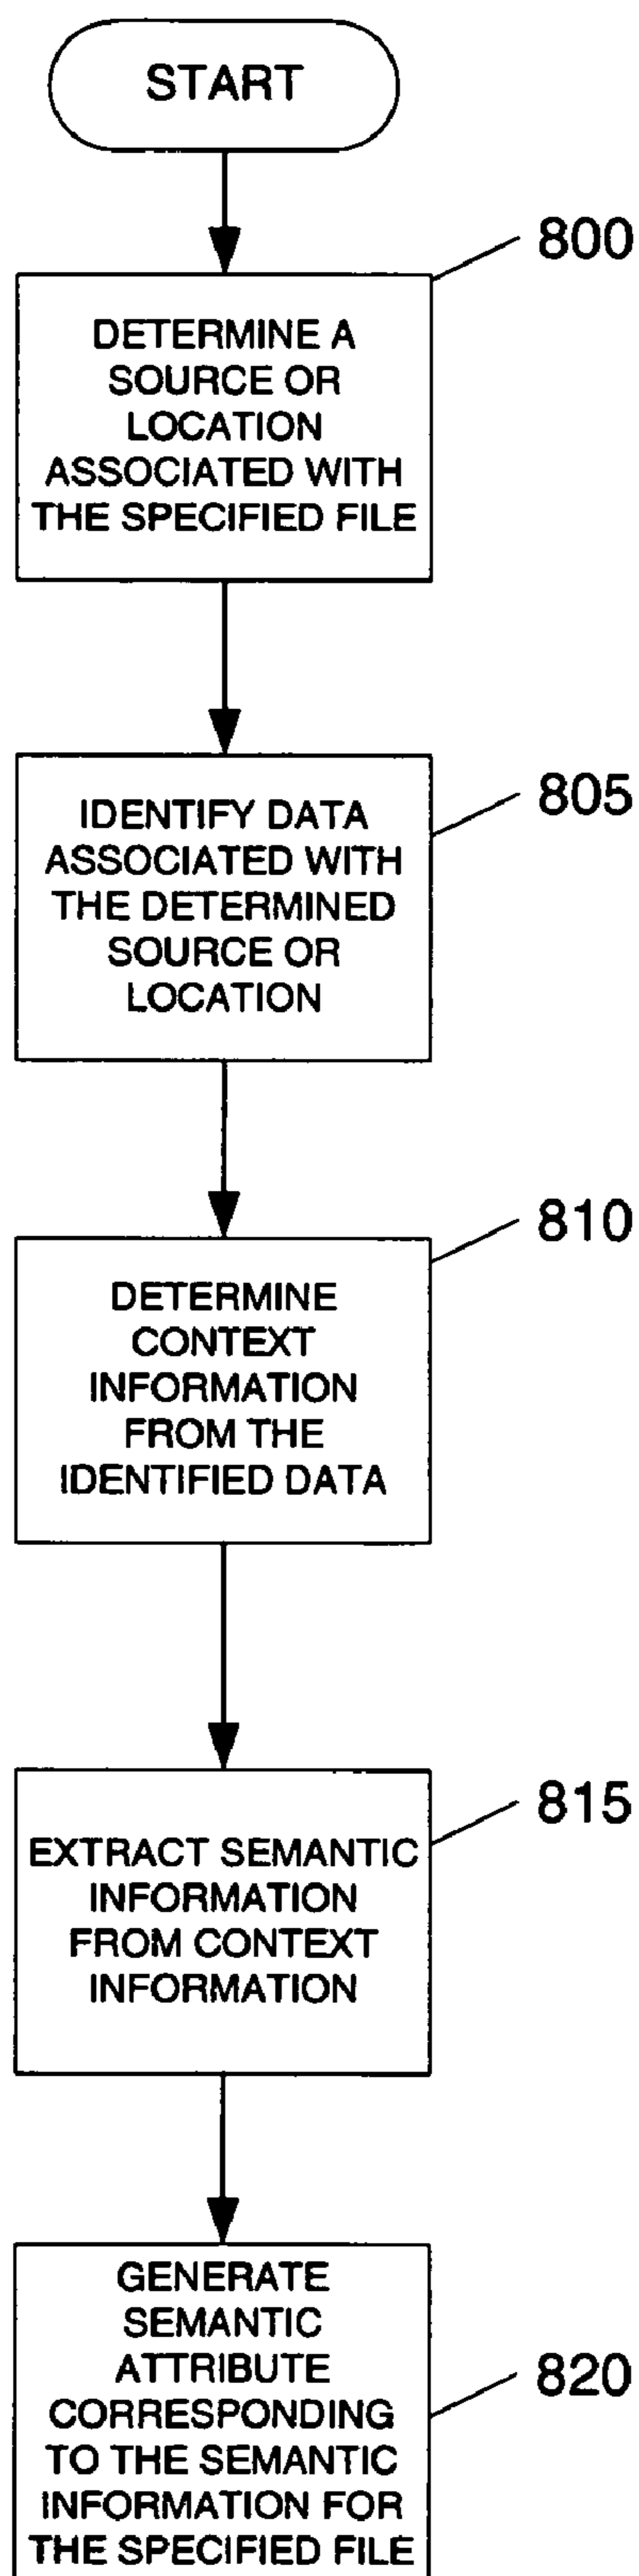 START
800
DETERMINE A
SOURCE OR
LOCATION
ASSOCIATED WITH
THE SPECIFIED FILE
805
IDENTIFY DATA
ASSOCIATED WITH
THE DETERMINED
SOURCE OR
LOCATION
810
DETERMINE
CONTEXT
INFORMATION
FROM THE
IDENTIFIED DATA
815
EXTRACT SEMANTIC
INFORMATION
FROM CONTEXT
INFORMATION
820
GENERATE
SEMANTIC
ATTRIBUTE
CORRESPONDING
TO THE SEMANTIC
INFORMATION FOR
THE SPECIFIED FILE